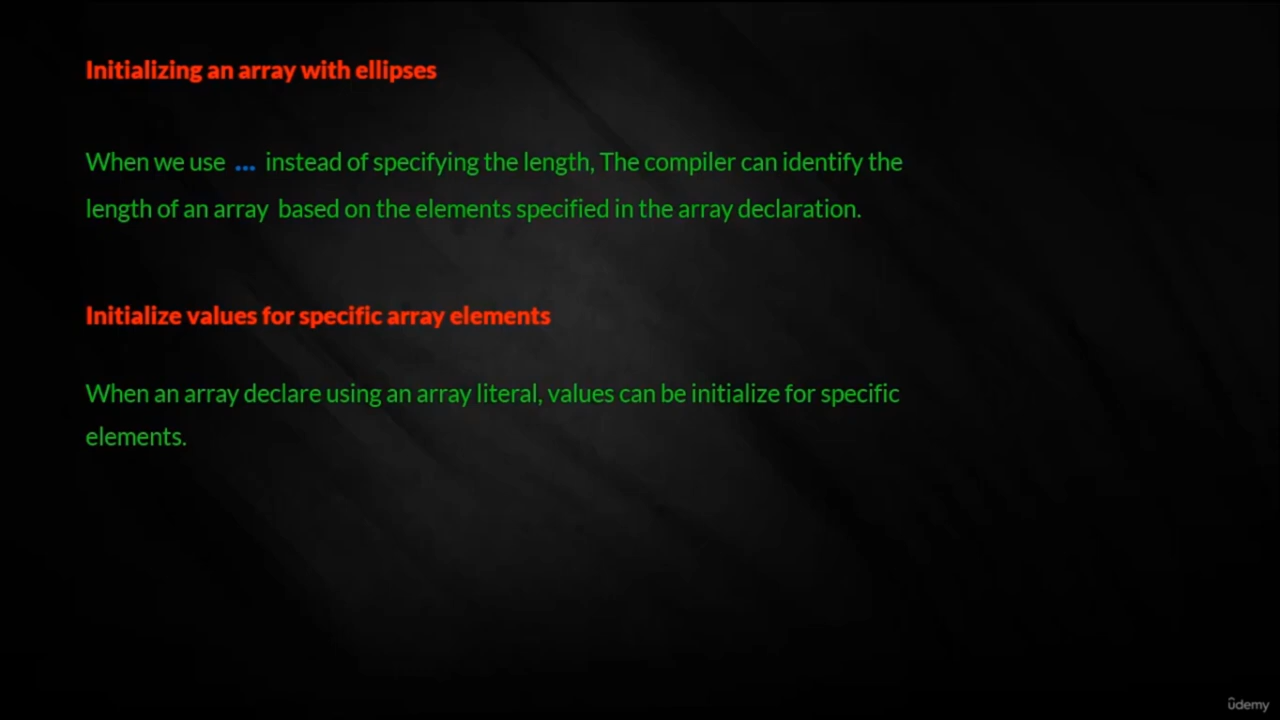 Initializing an array with ellipses
When we use ... instead of specifying the length, The compiler can identify the
length of an array based on the elements specified in the array declaration.
Initialize values for specific array elements
When an array declare using an array literal, values can be initialize for specific
elements.
ûdemy